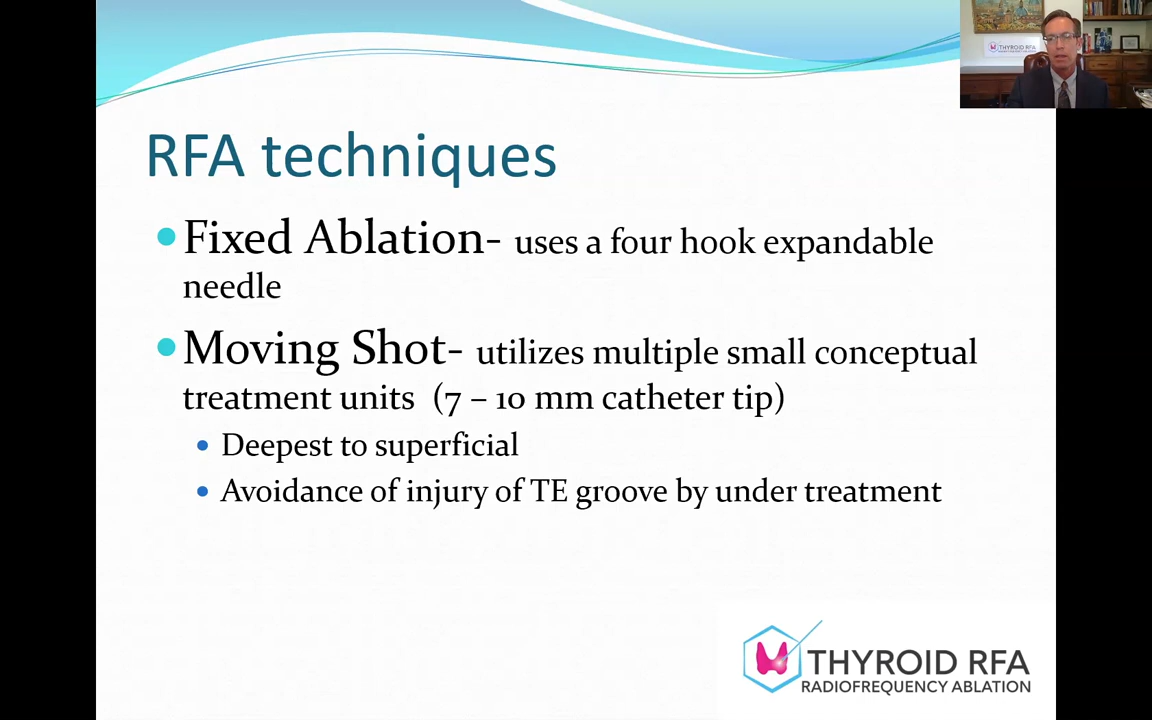 THYROID RFA
RFA techniques
Fixed Ablation- uses a four hook expandable
needle
Moving Shot- utilizes multiple small conceptual
treatment units (7 – 10 mm catheter tip)
Deepest to superficial
Avoidance of injury of TE groove by under treatment
THYROID RFA
RADIOFREQUENCY ABLATION